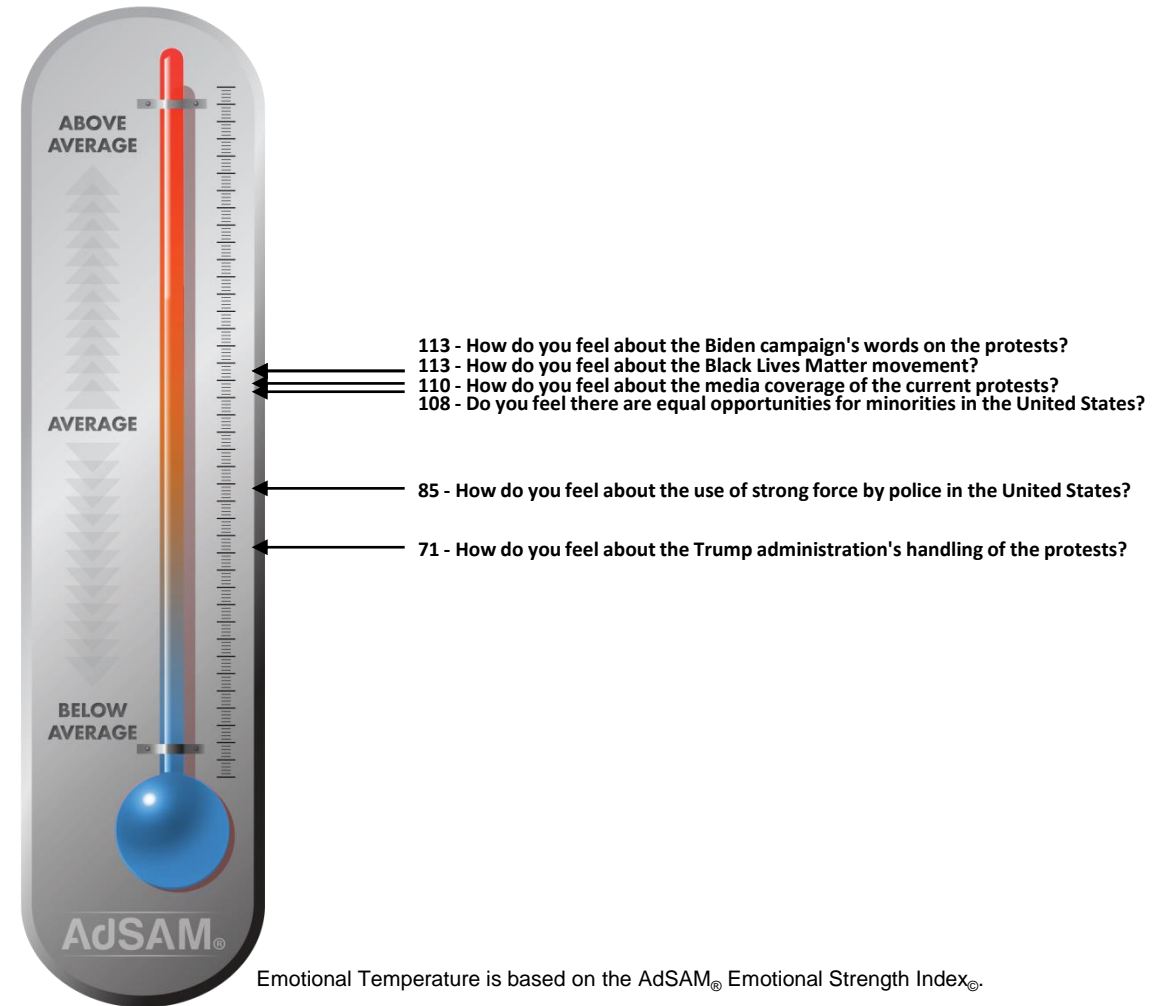 ABOVE
AVERAGE
113 - How do you feel about the Biden campaign's words on the protests?
113 - How do you feel about the Black Lives Matter movement?
110 - How do you feel about the media coverage of the current protests?
108 - Do you feel there are equal opportunities for minorities in the United States?
AVERAGE
85 - How do you feel about the use of strong force by police in the United States?
71 - How do you feel about the Trump administration's handling of the protests?
BELOW
AVERAGE
AdSAM®
Emotional Temperature is based on the AdSAM® Emotional Strength Index©.